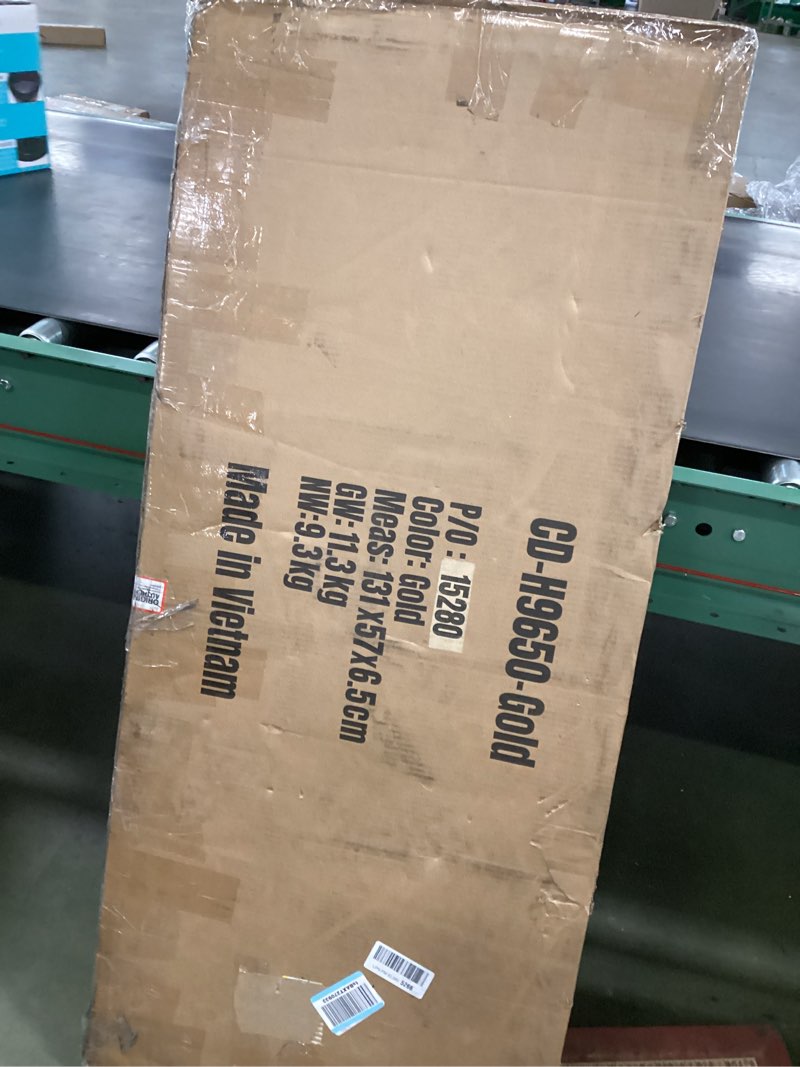 CD-H9650-Gold
P/O: 15280
Color: Gold
Meas: 131x57x6.5cm
GW: 11.3kg
NW: 9.3kg
Made in Vietnam